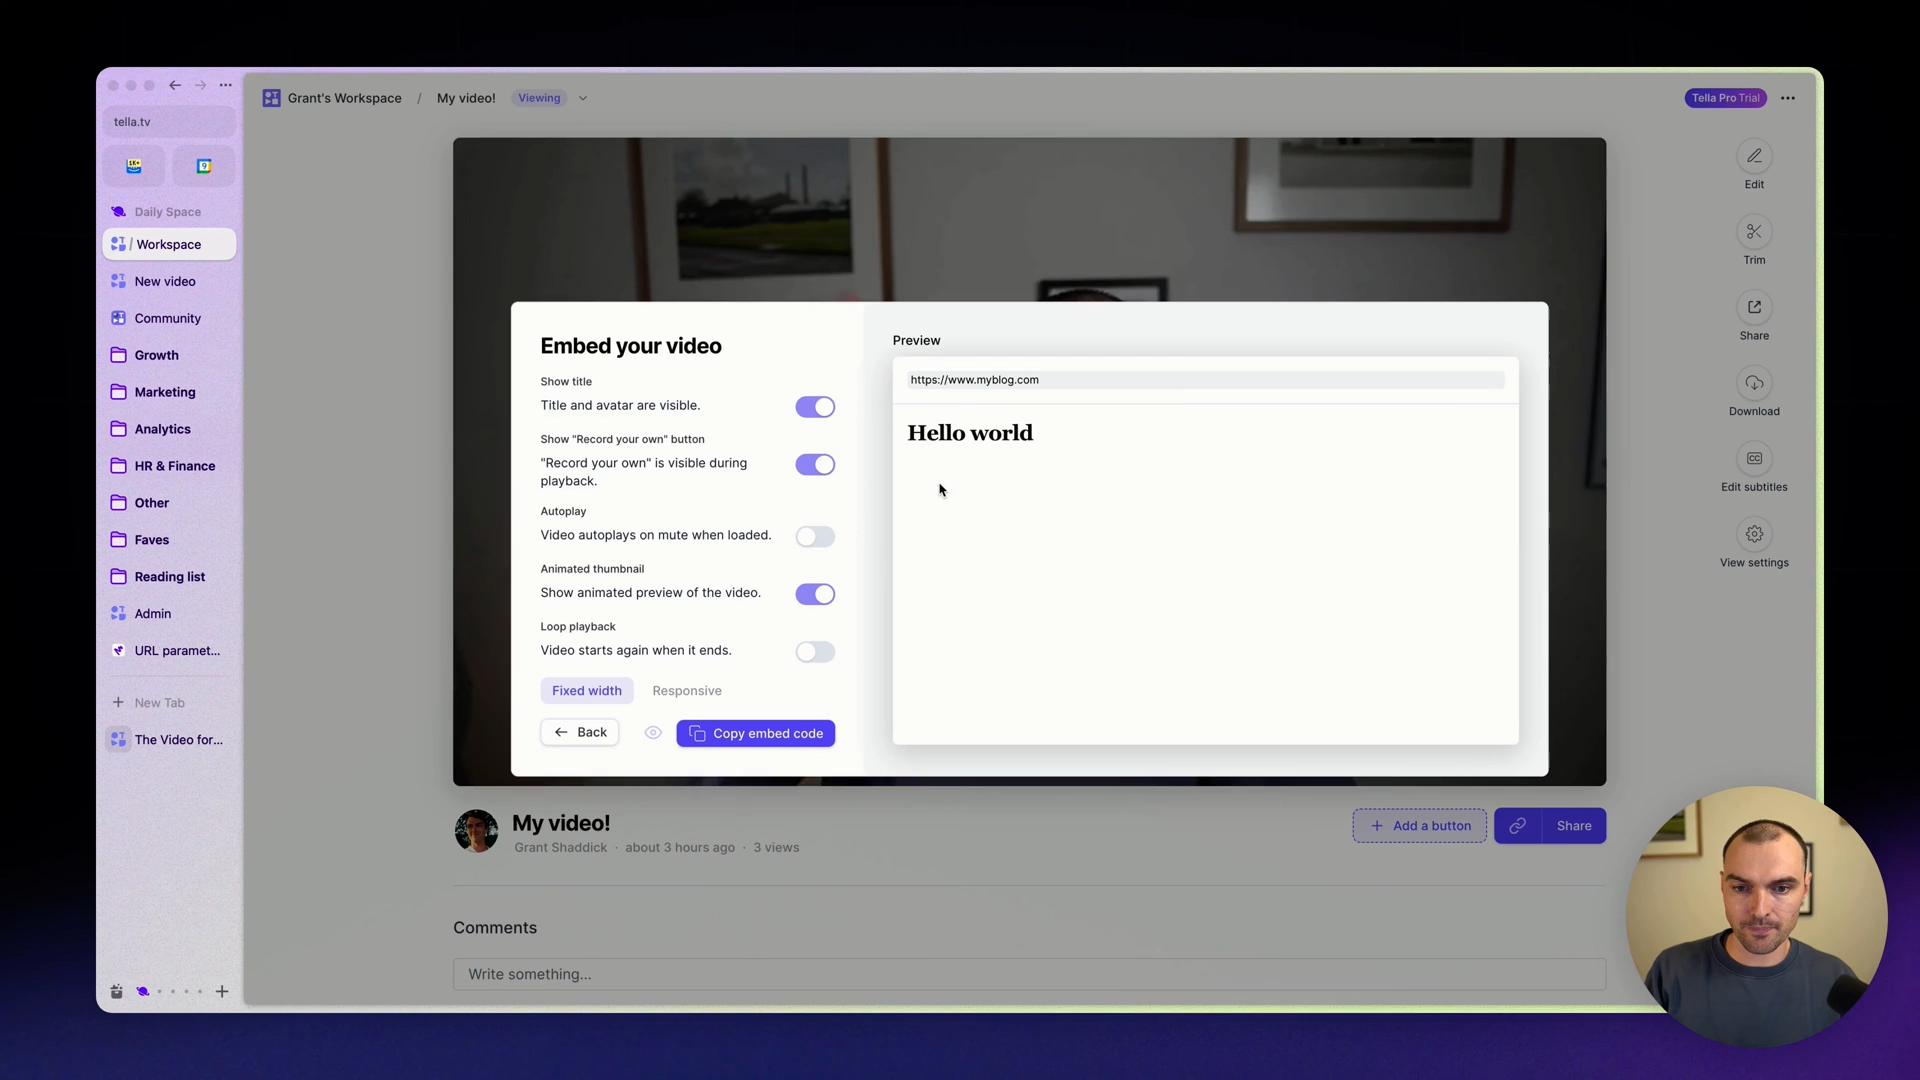 Grant's Workspace / My video! Viewing
Tella Pro Trial
tella.tv
1K+
9
Daily Space
/ Workspace
New video
Community
Growth
Marketing
Analytics
HR & Finance
Other
Faves
Reading list
Admin
URL paramet...
New Tab
The Video for...
Edit
Trim
Share
Download
CC
Edit subtitles
View settings
Embed your video
Show title
Title and avatar are visible.
Show "Record your own" button
"Record your own" is visible during
playback.
Autoplay
Video autoplays on mute when loaded.
Animated thumbnail
Show animated preview of the video.
Loop playback
Video starts again when it ends.
Fixed width Responsive
Back Copy embed code
Preview
https://www.myblog.com
Hello world
My video!
Grant Shaddick · about 3 hours ago · 3 views
Add a button Share
Comments
Write something...